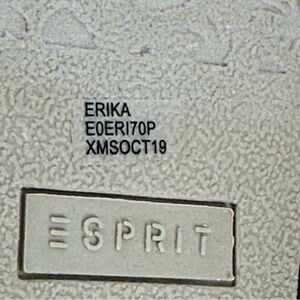 ERIKA
E0ERI70P
XMSOCT19
ESPRIT